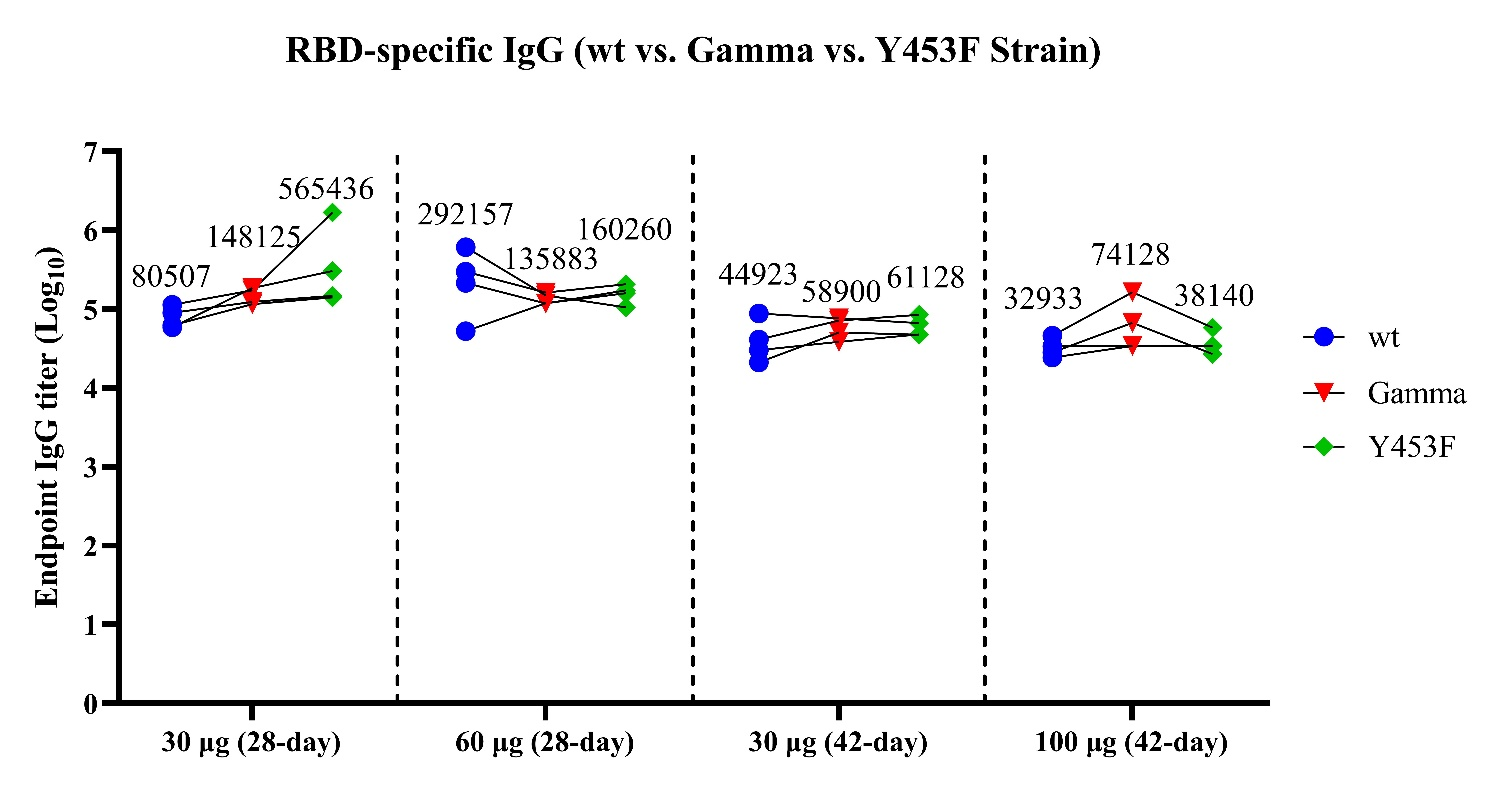 RBD-specific IgG (wt vs. Gamma vs. Y453F Strain)
Endpoint IgG titer (Log10)
7
6
5
4
3
2
1
0
80507
148125
565436
292157
135883
160260
44923
58900
61128
32933
74128
38140
30 μg (28-day)
60 μg (28-day)
30 μg (42-day)
100 μg (42-day)
wt
Gamma
Y453F